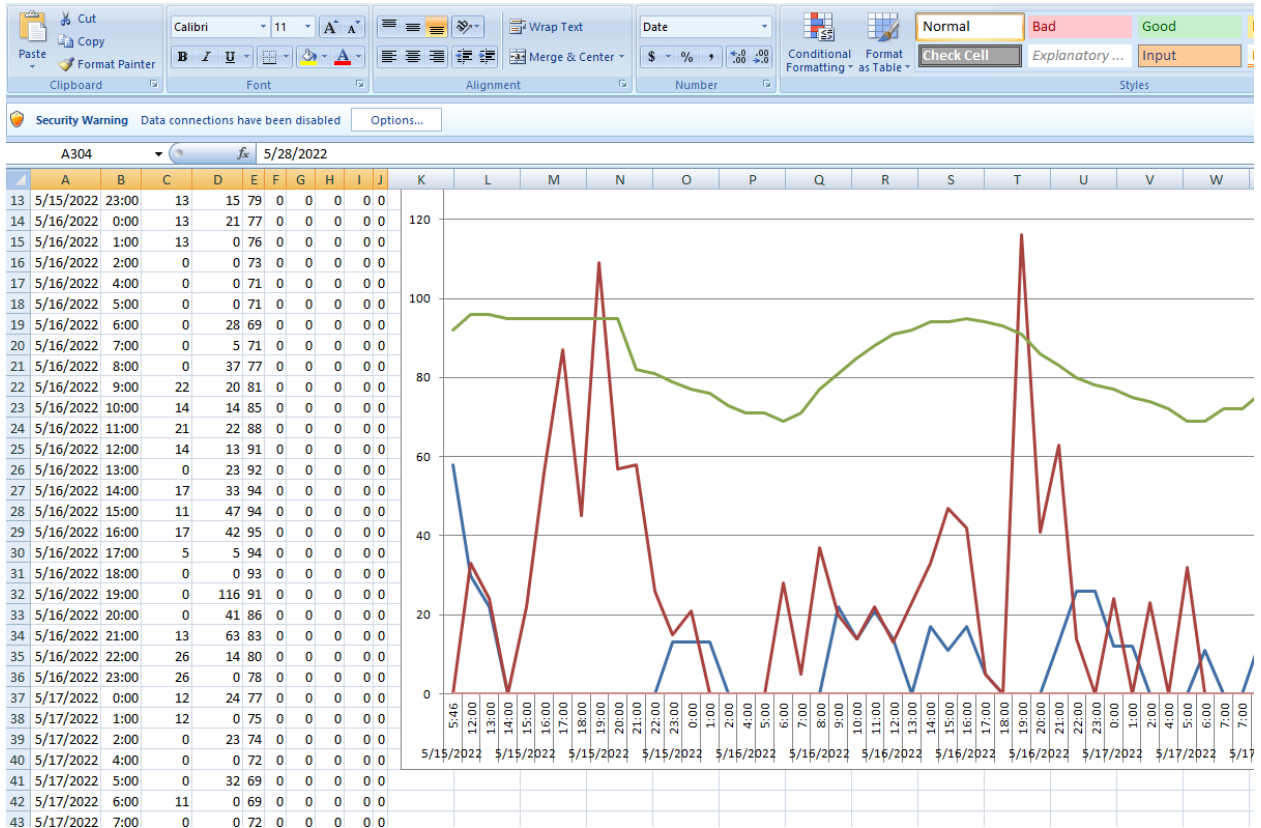 Cut
Copy
Format Painter
Paste
Clipboard
Calibri 11 A A
B I U A
Font
Wrap Text
Merge & Center
Alignment
Date
$ % , .0 .00 .00 .0
Number
Conditional Formatting
Format as Table
Normal Bad Good
Check Cell Explanatory ... Input
Styles
Security Warning Data connections have been disabled Options...
A304 fx 5/28/2022
A B C D E F G H I J K L M N O P Q R S T U V W
13 5/15/2022 23:00 13 15 79 0 0 0 0 0
14 5/16/2022 0:00 13 21 77 0 0 0 0 0
15 5/16/2022 1:00 13 0 76 0 0 0 0 0
16 5/16/2022 2:00 0 0 73 0 0 0 0 0
17 5/16/2022 4:00 0 0 71 0 0 0 0 0
18 5/16/2022 5:00 0 0 71 0 0 0 0 0
19 5/16/2022 6:00 0 28 69 0 0 0 0 0
20 5/16/2022 7:00 0 5 71 0 0 0 0 0
21 5/16/2022 8:00 0 37 77 0 0 0 0 0
22 5/16/2022 9:00 22 20 81 0 0 0 0 0
23 5/16/2022 10:00 14 14 85 0 0 0 0 0
24 5/16/2022 11:00 21 22 88 0 0 0 0 0
25 5/16/2022 12:00 14 13 91 0 0 0 0 0
26 5/16/2022 13:00 0 23 92 0 0 0 0 0
27 5/16/2022 14:00 17 33 94 0 0 0 0 0
28 5/16/2022 15:00 11 47 94 0 0 0 0 0
29 5/16/2022 16:00 17 42 95 0 0 0 0 0
30 5/16/2022 17:00 5 5 94 0 0 0 0 0
31 5/16/2022 18:00 0 0 93 0 0 0 0 0
32 5/16/2022 19:00 0 116 91 0 0 0 0 0
33 5/16/2022 20:00 0 41 86 0 0 0 0 0
34 5/16/2022 21:00 13 63 83 0 0 0 0 0
35 5/16/2022 22:00 26 14 80 0 0 0 0 0
36 5/16/2022 23:00 26 0 78 0 0 0 0 0
37 5/17/2022 0:00 12 24 77 0 0 0 0 0
38 5/17/2022 1:00 12 0 75 0 0 0 0 0
39 5/17/2022 2:00 0 23 74 0 0 0 0 0
40 5/17/2022 4:00 0 0 72 0 0 0 0 0
41 5/17/2022 5:00 0 32 69 0 0 0 0 0
42 5/17/2022 6:00 11 0 69 0 0 0 0 0
43 5/17/2022 7:00 0 0 72 0 0 0 0 0
120
100
80
60
40
20
0
5:46 12:00 13:00 14:00 15:00 16:00 17:00 18:00 19:00 20:00 21:00 22:00 23:00 0:00 1:00 2:00 4:00 5:00 6:00 7:00 8:00 9:00 10:00 11:00 12:00 13:00 14:00 15:00 16:00 17:00 18:00 19:00 20:00 21:00 22:00 23:00 0:00 1:00 2:00 4:00 5:00 6:00 7:00 7:00
5/15/2022 5/15/2022 5/15/2022 5/15/2022 5/16/2022 5/16/2022 5/16/2022 5/16/2022 5/16/2022 5/17/2022 5/17/2022 5/17